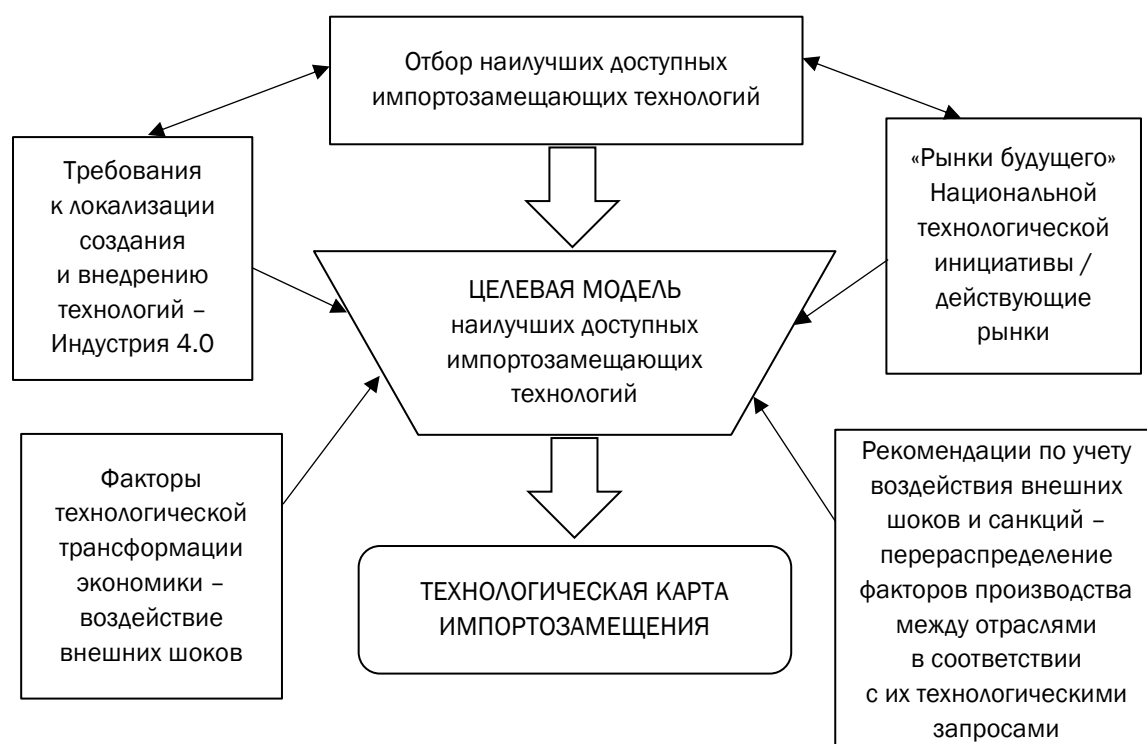 Отбор наилучших доступных
импортозамещающих технологий
Требования
к локализации
создания
и внедрению
технологий –
Индустрия 4.0
«Рынки будущего»
Национальной
технологической
инициативы /
действующие
рынки
ЦЕЛЕВАЯ МОДЕЛЬ
наилучших доступных
импортозамещающих
технологий
Факторы
технологической
трансформации
экономики –
воздействие
внешних шоков
Рекомендации по учету
воздействия внешних
шоков и санкций –
перераспределение
факторов производства
между отраслями
в соответствии
с их технологическими
запросами
ТЕХНОЛОГИЧЕСКАЯ КАРТА
ИМПОРТОЗАМЕЩЕНИЯ